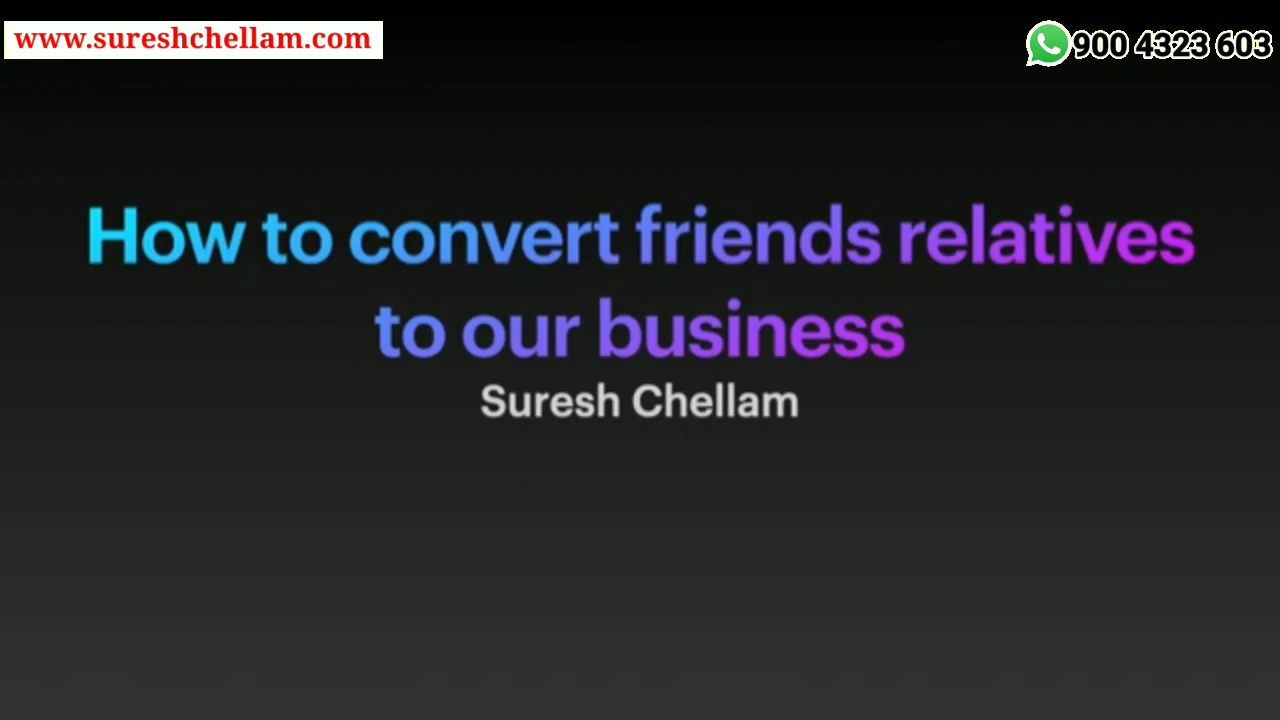 www.sureshchellam.com
900 4323 603
How to convert friends relatives
to our business
Suresh Chellam